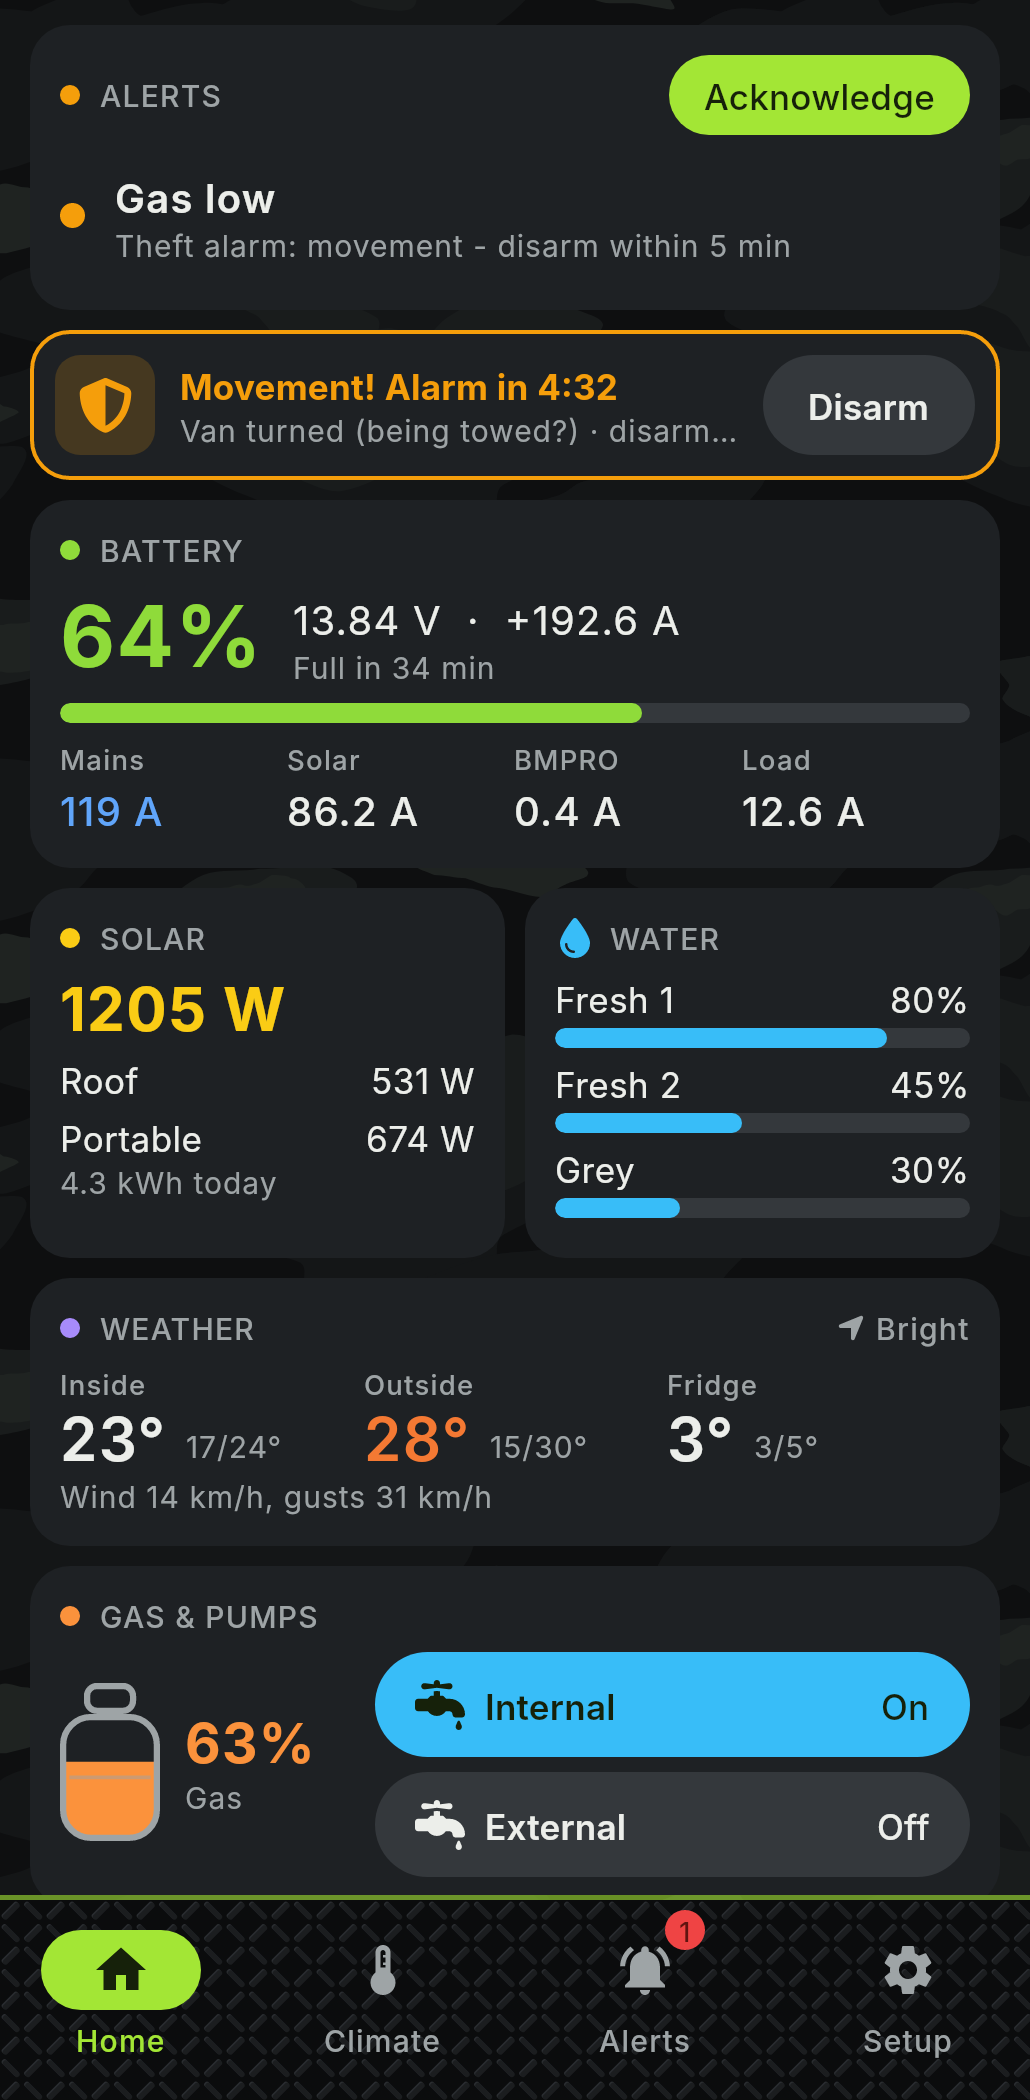 ALERTS
Acknowledge
Gas low
Theft alarm: movement - disarm within 5 min
Movement! Alarm in 4:32
Van turned (being towed?) · disarm...
Disarm
BATTERY
64%
13.84 V · +192.6 A
Full in 34 min
Mains Solar BMPRO Load
119 A 86.2 A 0.4 A 12.6 A
SOLAR
1205 W
Roof 531 W
Portable 674 W
4.3 kWh today
WATER
Fresh 1 80%
Fresh 2 45%
Grey 30%
WEATHER
Bright
Inside Outside Fridge
23° 17/24° 28° 15/30° 3° 3/5°
Wind 14 km/h, gusts 31 km/h
GAS & PUMPS
63%
Gas
Internal On
External Off
1
Home Climate Alerts Setup